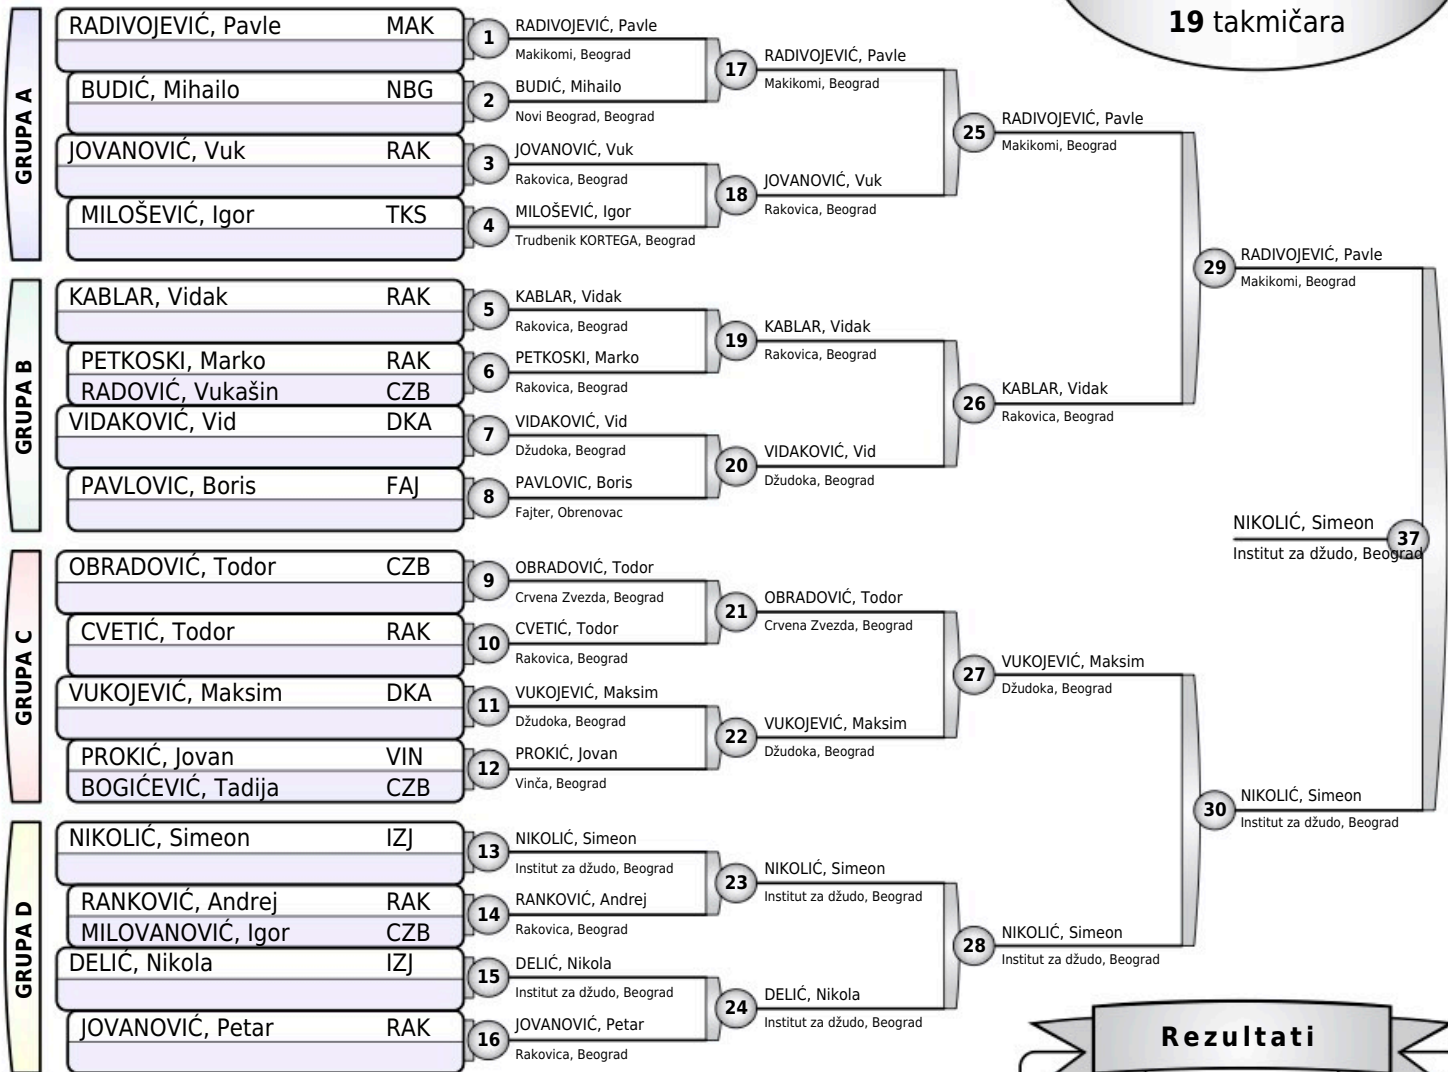 19 takmičara
GRUPA A
RADIVOJEVIĆ, Pavle MAK
BUDIĆ, Mihailo NBG
JOVANOVIĆ, Vuk RAK
MILOŠEVIĆ, Igor TKS
GRUPA B
KABLAR, Vidak RAK
PETKOSKI, Marko RAK
RADOVIĆ, Vukašin CZB
VIDAKOVIĆ, Vid DKA
PAVLOVIC, Boris FAJ
GRUPA C
OBRADOVIĆ, Todor CZB
CVETIĆ, Todor RAK
VUKOJEVIĆ, Maksim DKA
PROKIĆ, Jovan VIN
BOGIĆEVIĆ, Tadija CZB
GRUPA D
NIKOLIĆ, Simeon IZJ
RANKOVIĆ, Andrej RAK
MILOVANOVIĆ, Igor CZB
DELIĆ, Nikola IZJ
JOVANOVIĆ, Petar RAK
1 RADIVOJEVIĆ, Pavle
Makikomi, Beograd
2 BUDIĆ, Mihailo
Novi Beograd, Beograd
3 JOVANOVIĆ, Vuk
Rakovica, Beograd
4 MILOŠEVIĆ, Igor
Trudbenik KORTEGA, Beograd
5 KABLAR, Vidak
Rakovica, Beograd
6 PETKOSKI, Marko
Rakovica, Beograd
7 VIDAKOVIĆ, Vid
Džudoka, Beograd
8 PAVLOVIC, Boris
Fajter, Obrenovac
9 OBRADOVIĆ, Todor
Crvena Zvezda, Beograd
10 CVETIĆ, Todor
Rakovica, Beograd
11 VUKOJEVIĆ, Maksim
Džudoka, Beograd
12 PROKIĆ, Jovan
Vinča, Beograd
13 NIKOLIĆ, Simeon
Institut za džudo, Beograd
14 RANKOVIĆ, Andrej
Rakovica, Beograd
15 DELIĆ, Nikola
Institut za džudo, Beograd
16 JOVANOVIĆ, Petar
Rakovica, Beograd
17 RADIVOJEVIĆ, Pavle
Makikomi, Beograd
18 JOVANOVIĆ, Vuk
Rakovica, Beograd
19 KABLAR, Vidak
Rakovica, Beograd
20 VIDAKOVIĆ, Vid
Džudoka, Beograd
21 OBRADOVIĆ, Todor
Crvena Zvezda, Beograd
22 VUKOJEVIĆ, Maksim
Džudoka, Beograd
23 NIKOLIĆ, Simeon
Institut za džudo, Beograd
24 DELIĆ, Nikola
Institut za džudo, Beograd
25 RADIVOJEVIĆ, Pavle
Makikomi, Beograd
26 KABLAR, Vidak
Rakovica, Beograd
27 VUKOJEVIĆ, Maksim
Džudoka, Beograd
28 NIKOLIĆ, Simeon
Institut za džudo, Beograd
29 RADIVOJEVIĆ, Pavle
Makikomi, Beograd
30 NIKOLIĆ, Simeon
Institut za džudo, Beograd
NIKOLIĆ, Simeon 37
Institut za džudo, Beograd
Rezultati